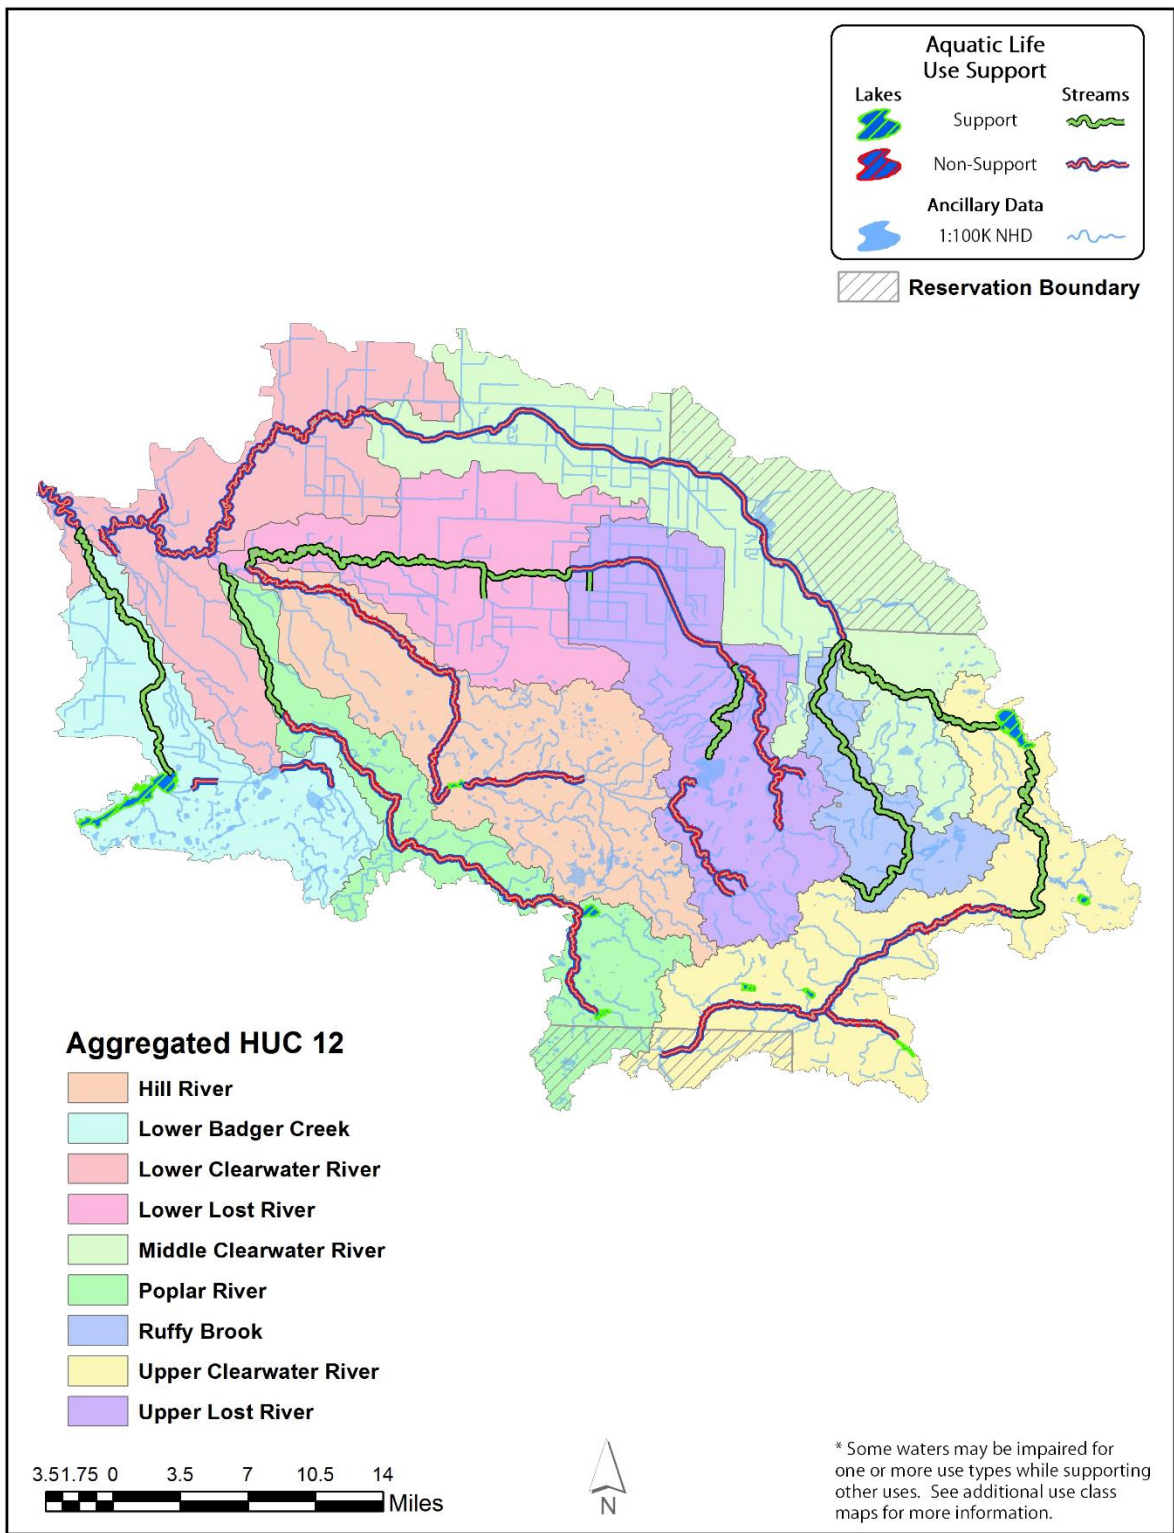 Aquatic Life
Use Support
Lakes Streams
Support
Non-Support
Ancillary Data
1:100K NHD
Reservation Boundary
Aggregated HUC 12
Hill River
Lower Badger Creek
Lower Clearwater River
Lower Lost River
Middle Clearwater River
Poplar River
Ruffy Brook
Upper Clearwater River
Upper Lost River
3.5 1.75 0 3.5 7 10.5 14
Miles
N
* Some waters may be impaired for
one or more use types while supporting
other uses. See additional use class
maps for more information.